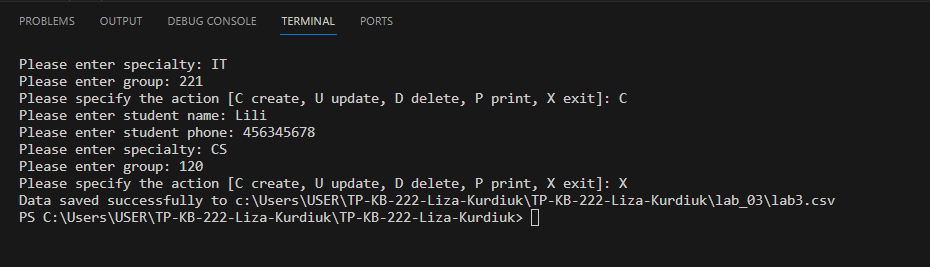 PROBLEMS OUTPUT DEBUG CONSOLE TERMINAL PORTS
Please enter specialty: IT
Please enter group: 221
Please specify the action [C create, U update, D delete, P print, X exit]: C
Please enter student name: Lili
Please enter student phone: 456345678
Please enter specialty: CS
Please enter group: 120
Please specify the action [C create, U update, D delete, P print, X exit]: X
Data saved successfully to c:\Users\USER\TP-KB-222-Liza-Kurdiuk\TP-KB-222-Liza-Kurdiuk\lab_03\lab3.csv
PS C:\Users\USER\TP-KB-222-Liza-Kurdiuk\TP-KB-222-Liza-Kurdiuk>